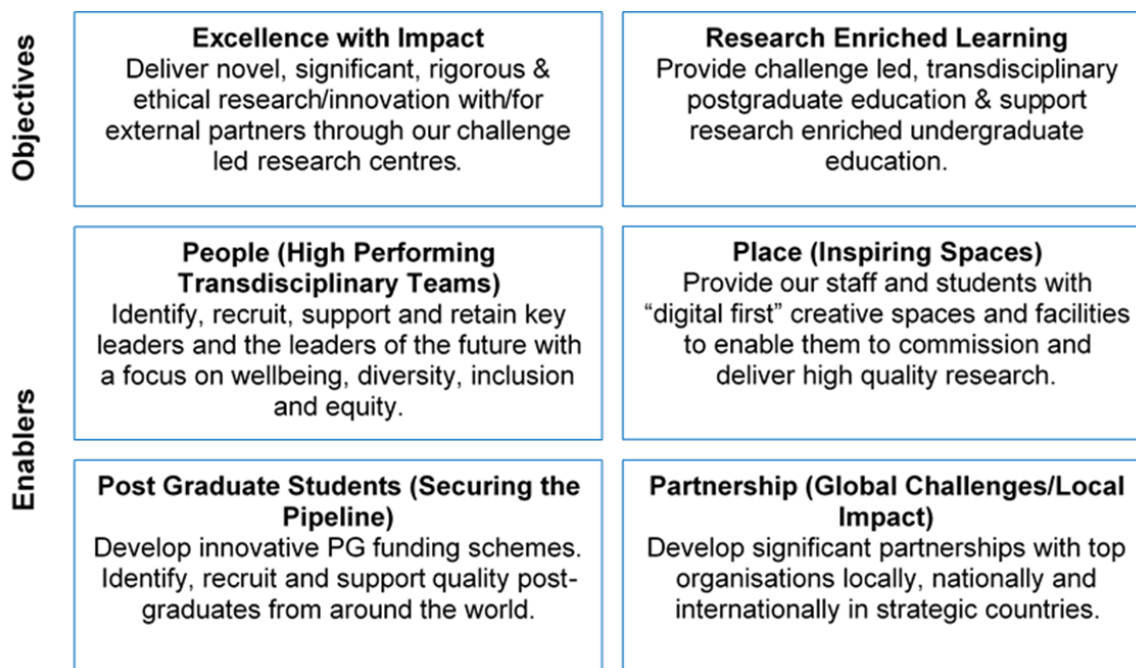 Objectives
Excellence with Impact
Deliver novel, significant, rigorous &
ethical research/innovation with/for
external partners through our challenge
led research centres.
Research Enriched Learning
Provide challenge led, transdisciplinary
postgraduate education & support
research enriched undergraduate
education.
Enablers
People (High Performing
Transdisciplinary Teams)
Identify, recruit, support and retain key
leaders and the leaders of the future with
a focus on wellbeing, diversity, inclusion
and equity.
Place (Inspiring Spaces)
Provide our staff and students with
“digital first” creative spaces and facilities
to enable them to commission and
deliver high quality research.
Post Graduate Students (Securing the
Pipeline)
Develop innovative PG funding schemes.
Identify, recruit and support quality post-
graduates from around the world.
Partnership (Global Challenges/Local
Impact)
Develop significant partnerships with top
organisations locally, nationally and
internationally in strategic countries.